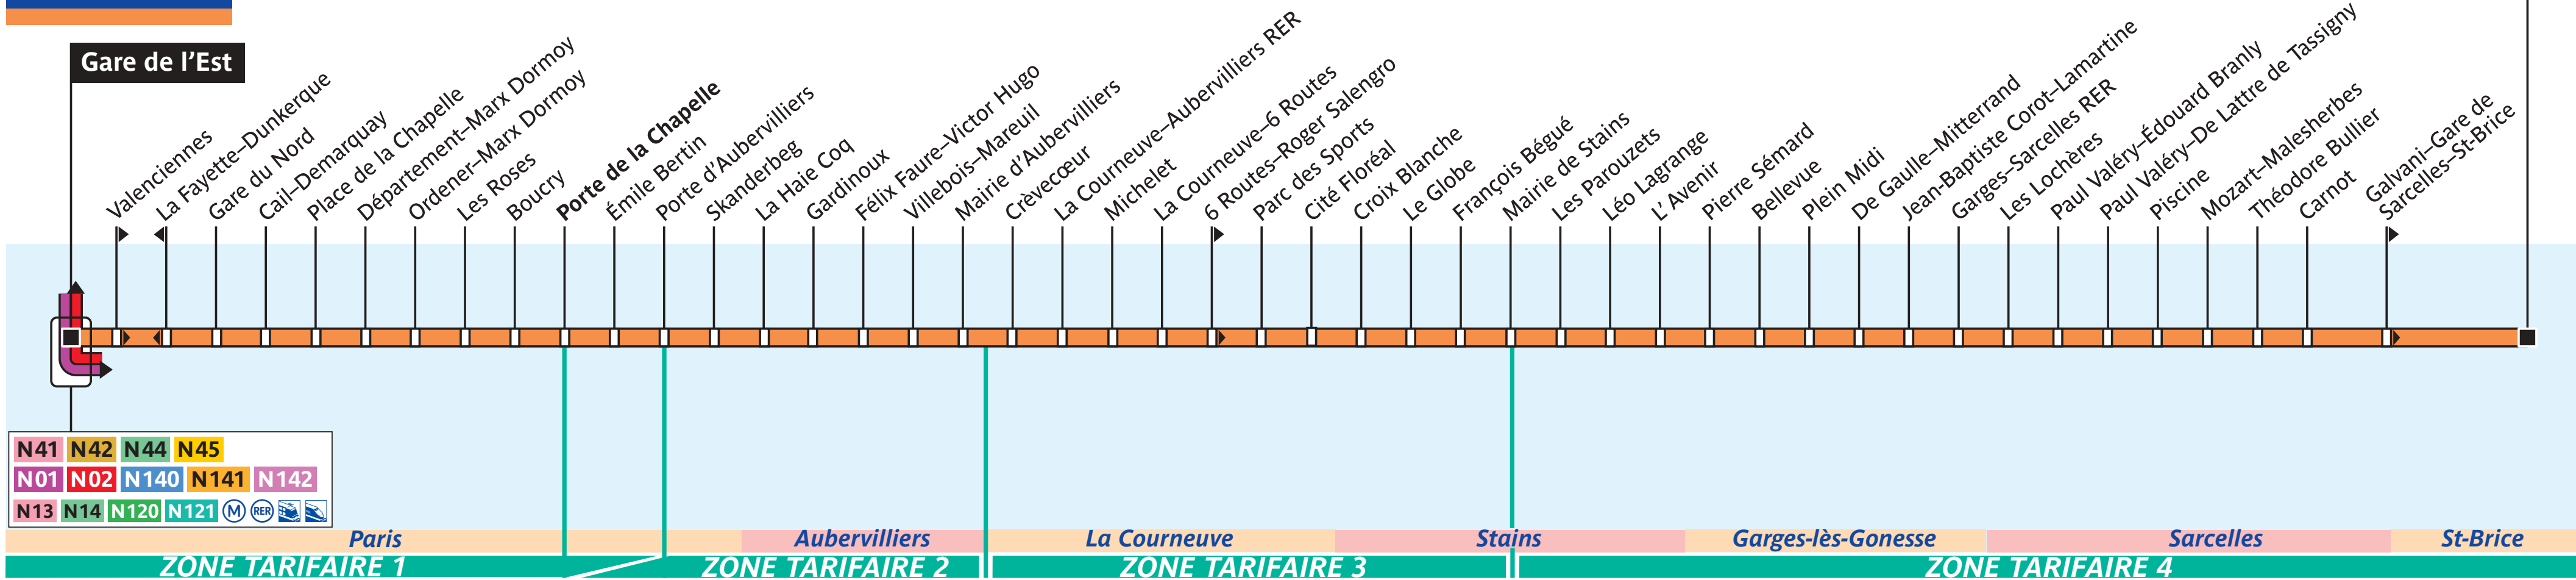 Gare de l'Est
Valenciennes
La Fayette–Dunkerque
Gare du Nord
Cail–Demarquay
Place de la Chapelle
Département–Marx Dormoy
Ordener–Marx Dormoy
Les Roses
Boucry
Porte de la Chapelle
Émile Bertin
Porte d'Aubervilliers
Skanderbeg
La Haie Coq
Gardinoux
Félix Faure–Victor Hugo
Villebois–Mareuil
Mairie d'Aubervilliers
Crèvecœur
La Courneuve–Aubervilliers RER
Michelet
La Courneuve–6 Routes
6 Routes–Roger Salengro
Parc des Sports
Cité Floréal
Croix Blanche
Le Globe
François Bégué
Mairie de Stains
Les Parouzets
Léo Lagrange
L'Avenir
Pierre Sémard
Bellevue
Plein Midi
De Gaulle–Mitterrand
Jean-Baptiste Corot–Lamartine
Garges–Sarcelles RER
Les Lochères
Paul Valéry–Édouard Branly
Paul Valéry–De Lattre de Tassigny
Piscine
Mozart–Malesherbes
Théodore Bullier
Carnot
Galvani–Gare de
Sarcelles–St-Brice
N41 N42 N44 N45
N01 N02 N140 N141 N142
N13 N14 N120 N121 M RER
Paris Aubervilliers La Courneuve Stains Garges-lès-Gonesse Sarcelles St-Brice
ZONE TARIFAIRE 1 ZONE TARIFAIRE 2 ZONE TARIFAIRE 3 ZONE TARIFAIRE 4